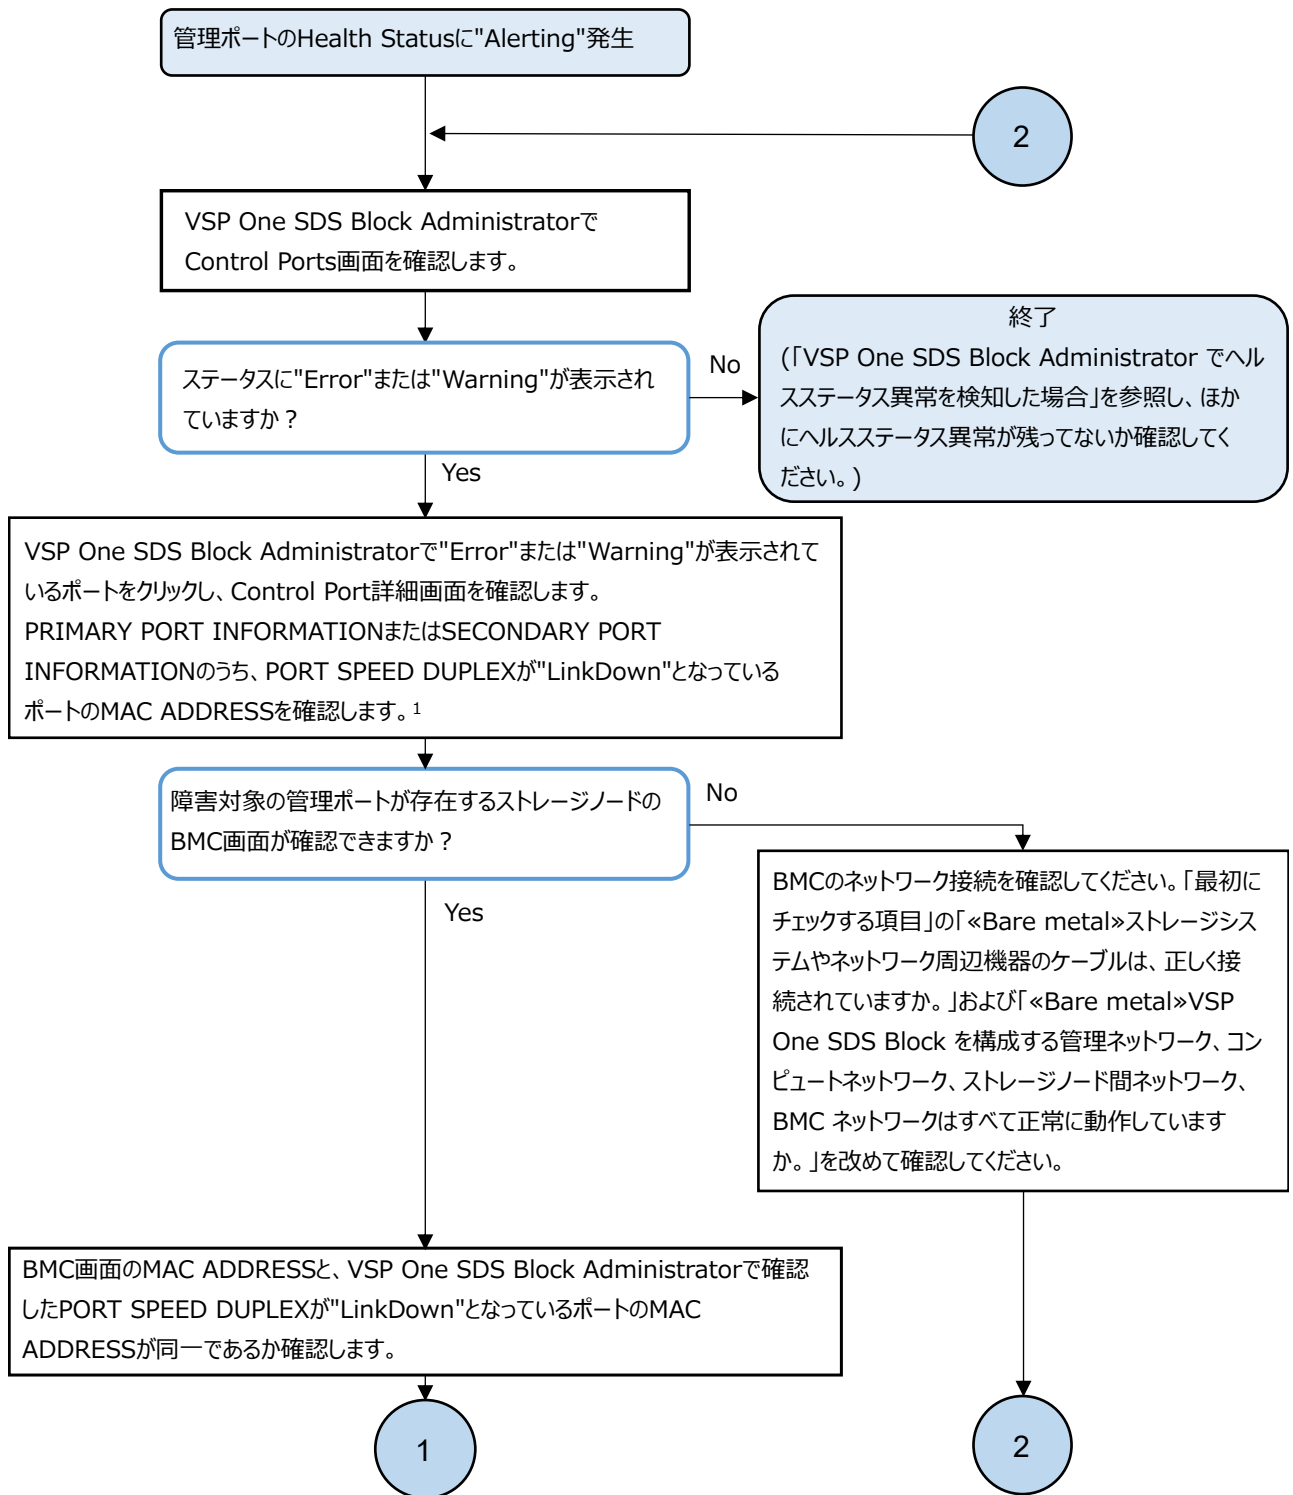 管理ポートのHealth Statusに"Alerting"発生
2
VSP One SDS Block Administratorで
Control Ports画面を確認します。
ステータスに"Error"または"Warning"が表示され
ていますか？
No
終了
(「VSP One SDS Block Administrator でヘル
スステータス異常を検知した場合」を参照し、ほか
にヘルスステータス異常が残ってないか確認してく
ださい。)
Yes
VSP One SDS Block Administratorで"Error"または"Warning"が表示されて
いるポートをクリックし、Control Port詳細画面を確認します。
PRIMARY PORT INFORMATIONまたはSECONDARY PORT
INFORMATIONのうち、PORT SPEED DUPLEXが"LinkDown"となっている
ポートのMAC ADDRESSを確認します。1
障害対象の管理ポートが存在するストレージノードの
BMC画面が確認できますか？
No
Yes
BMCのネットワーク接続を確認してください。「最初に
チェックする項目」の「«Bare metal»ストレージシス
テムやネットワーク周辺機器のケーブルは、正しく接
続されていますか。」および「«Bare metal»VSP
One SDS Block を構成する管理ネットワーク、コン
ピュートネットワーク、ストレージノード間ネットワーク、
BMC ネットワークはすべて正常に動作しています
か。」を改めて確認してください。
BMC画面のMAC ADDRESSと、VSP One SDS Block Administratorで確認
したPORT SPEED DUPLEXが"LinkDown"となっているポートのMAC
ADDRESSが同一であるか確認します。
1
2